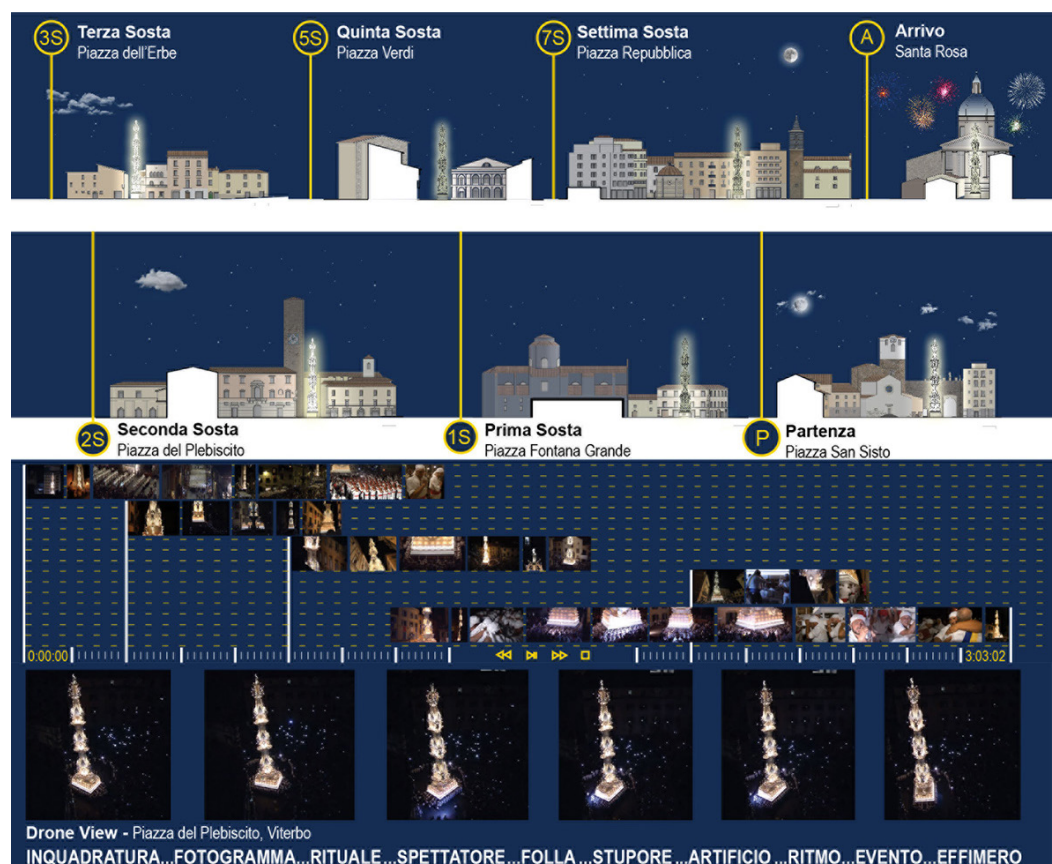 3S Terza Sosta
Piazza dell'Erbe
5S Quinta Sosta
Piazza Verdi
7S Settima Sosta
Piazza Repubblica
A Arrivo
Santa Rosa
2S Seconda Sosta
Piazza del Plebiscito
1S Prima Sosta
Piazza Fontana Grande
P Partenza
Piazza San Sisto
0:00:00
3:03:02
Drone View - Piazza del Plebiscito, Viterbo
INQUADRATURA...FOTOGRAMMA...RITUALE...SPETTATORE...FOLLA...STUPORE...ARTIFICIO...RITMO...EVENTO...EFFIMERO